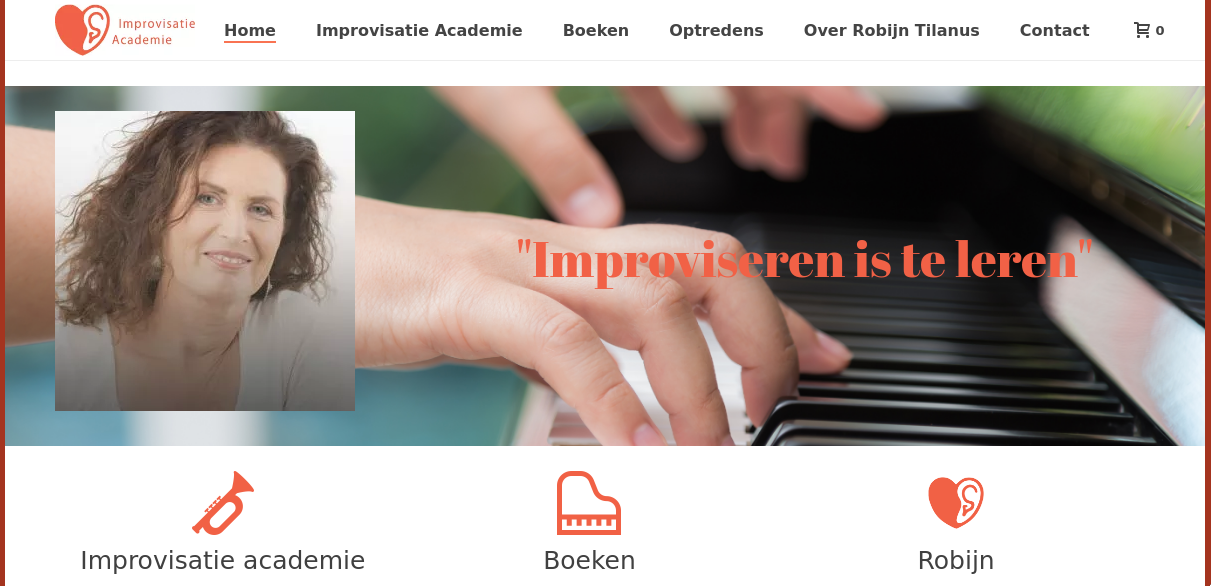 Improvisatie
Academie
Home Improvisatie Academie Boeken Optredens Over Robijn Tilanus Contact 0
"Improviseren is te leren"
Improvisatie academie Boeken Robijn